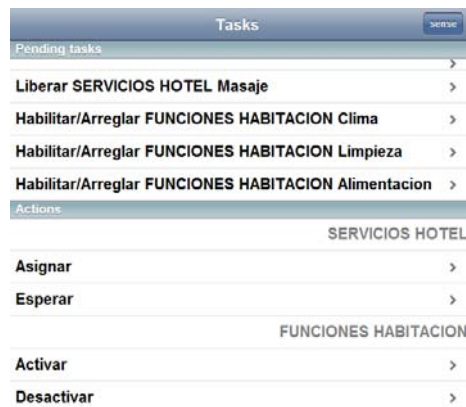 Tasks
sense
Pending tasks
Liberar SERVICIOS HOTEL Masaje
Habilitar/Arreglar FUNCIONES HABITACION Clima
Habilitar/Arreglar FUNCIONES HABITACION Limpieza
Habilitar/Arreglar FUNCIONES HABITACION Alimentacion
Actions
SERVICIOS HOTEL
Asignar
Esperar
FUNCIONES HABITACION
Activar
Desactivar